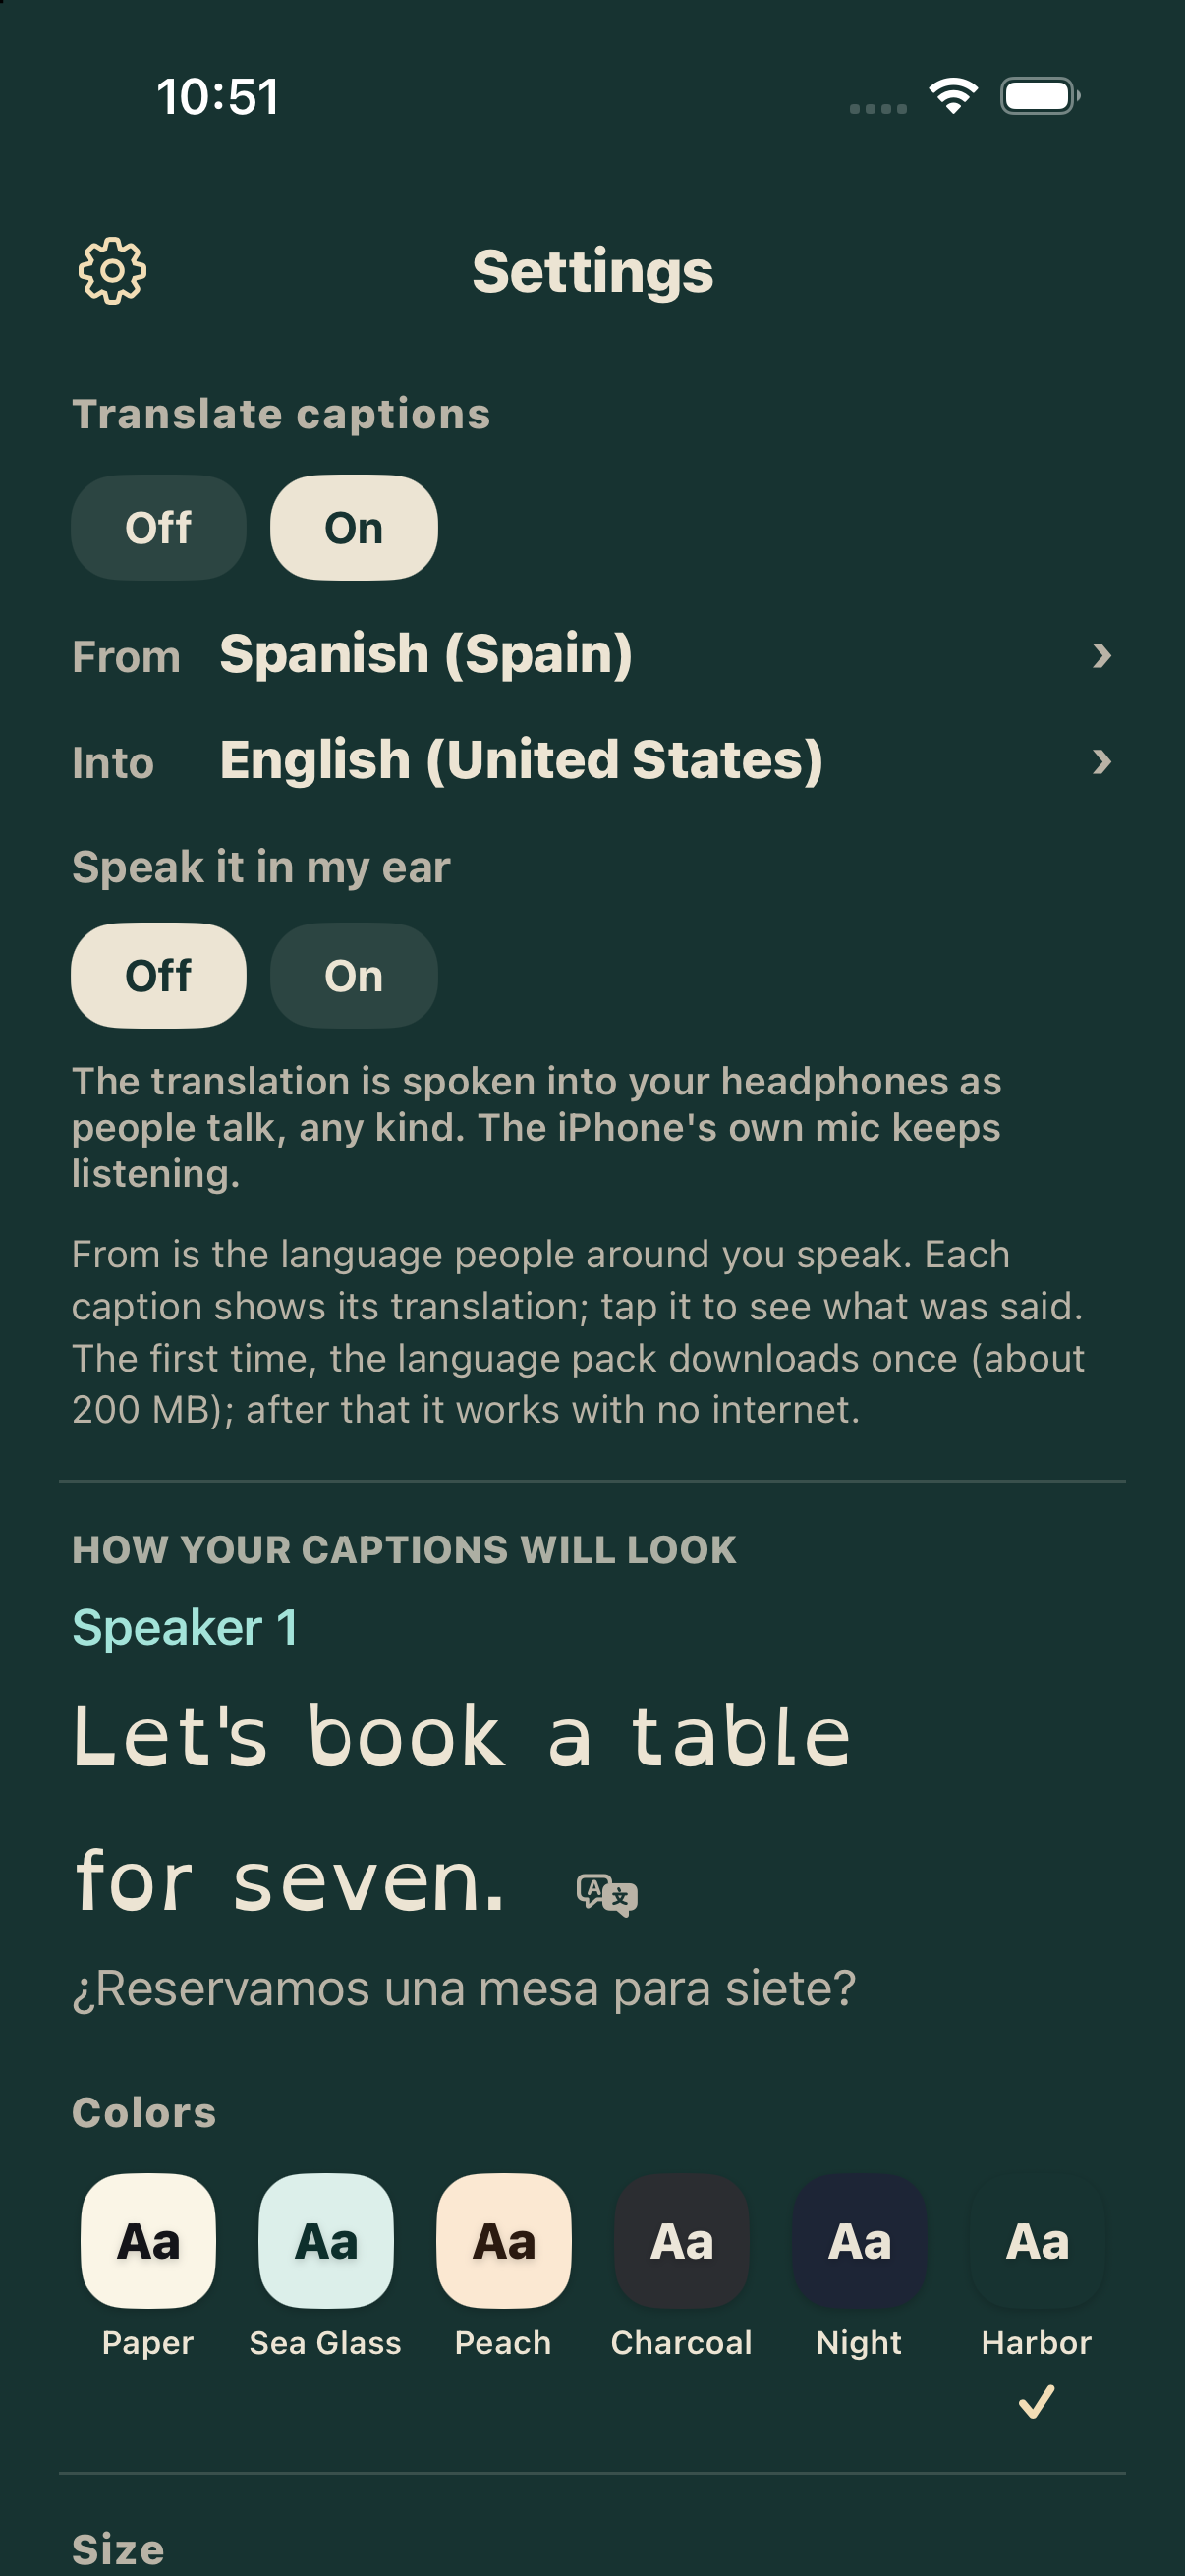 10:51
Settings
Translate captions
Off On
From Spanish (Spain)
Into English (United States)
Speak it in my ear
Off On
The translation is spoken into your headphones as
people talk, any kind. The iPhone's own mic keeps
listening.
From is the language people around you speak. Each
caption shows its translation; tap it to see what was said.
The first time, the language pack downloads once (about
200 MB); after that it works with no internet.
HOW YOUR CAPTIONS WILL LOOK
Speaker 1
Let's book a table
for seven. A 文
¿Reservamos una mesa para siete?
Colors
Aa Aa Aa Aa Aa Aa
Paper Sea Glass Peach Charcoal Night Harbor
Size